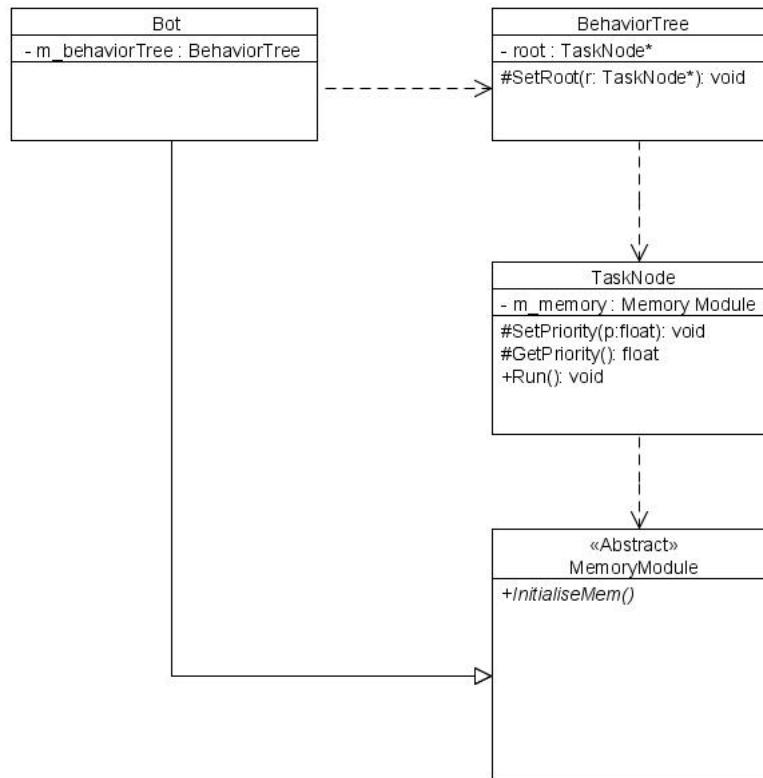 Bot
- m_behaviorTree : BehaviorTree
BehaviorTree
- root : TaskNode*
#SetRoot(r: TaskNode*): void
TaskNode
- m_memory : Memory Module
#SetPriority(p:float): void
#GetPriority(): float
+Run(): void
«Abstract»
MemoryModule
+InitialiseMem()